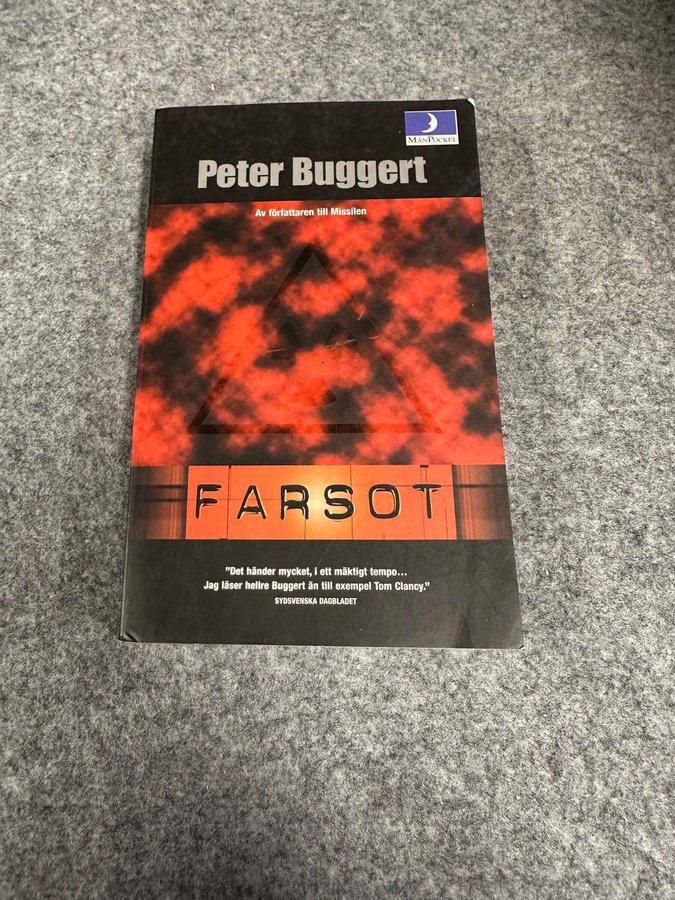 MÅNPOCKET
Peter Buggert
Av författaren till Missilen
FARSOT
"Det händer mycket, i ett mäktigt tempo...
Jag läser hellre Buggert än till exempel Tom Clancy."
SYDSVENSKA DAGBLADET